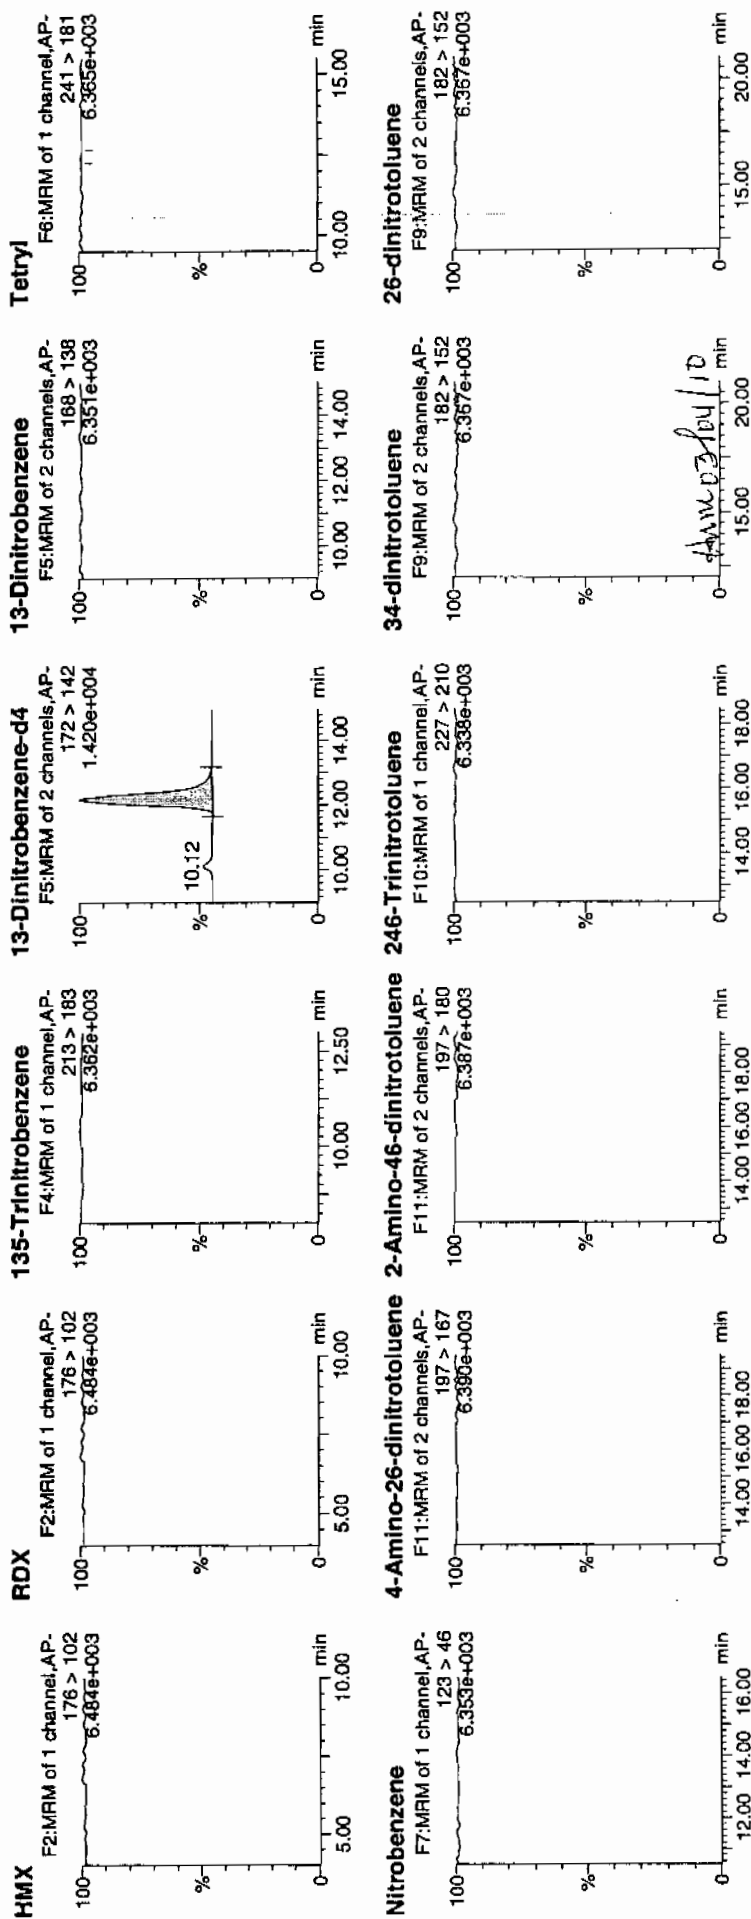 HMX
F2:MRM of 1 channel,AP-
176 > 102
6.484e+003
100
%
0
5.00
10.00
min
RDX
F2:MRM of 1 channel,AP-
176 > 102
6.484e+003
100
%
0
5.00
10.00
min
135-Trinitrobenzene
F4:MRM of 1 channel,AP-
213 > 183
6.362e+003
100
%
0
10.00
12.50
min
13-Dinitrobenzene-d4
F5:MRM of 2 channels,AP-
172 > 142
1.420e+004
100
%
10.12
0
10.00
12.00
14.00
min
13-Dinitrobenzene
F5:MRM of 2 channels,AP-
168 > 138
6.351e+003
100
%
0
10.00
12.00
14.00
min
Tetryl
F6:MRM of 1 channel,AP-
241 > 181
6.365e+003
100
%
0
10.00
15.00
min
Nitrobenzene
F7:MRM of 1 channel,AP-
123 > 46
6.353e+003
100
%
0
12.00
14.00
16.00
min
4-Amino-26-dinitrotoluene
F11:MRM of 2 channels,AP-
197 > 167
6.390e+003
100
%
0
14.00
16.00
18.00
min
2-Amino-46-dinitrotoluene
F11:MRM of 2 channels,AP-
197 > 180
6.387e+003
100
%
0
14.00
16.00
18.00
min
246-Trinitrotoluene
F10:MRM of 1 channel,AP-
227 > 210
6.338e+003
100
%
0
14.00
16.00
18.00
min
34-dinitrotoluene
F9:MRM of 2 channels,AP-
182 > 152
6.367e+003
100
%
0
15.00
20.00
min
26-dinitrotoluene
F9:MRM of 2 channels,AP-
182 > 152
6.367e+003
100
%
0
15.00
20.00
min